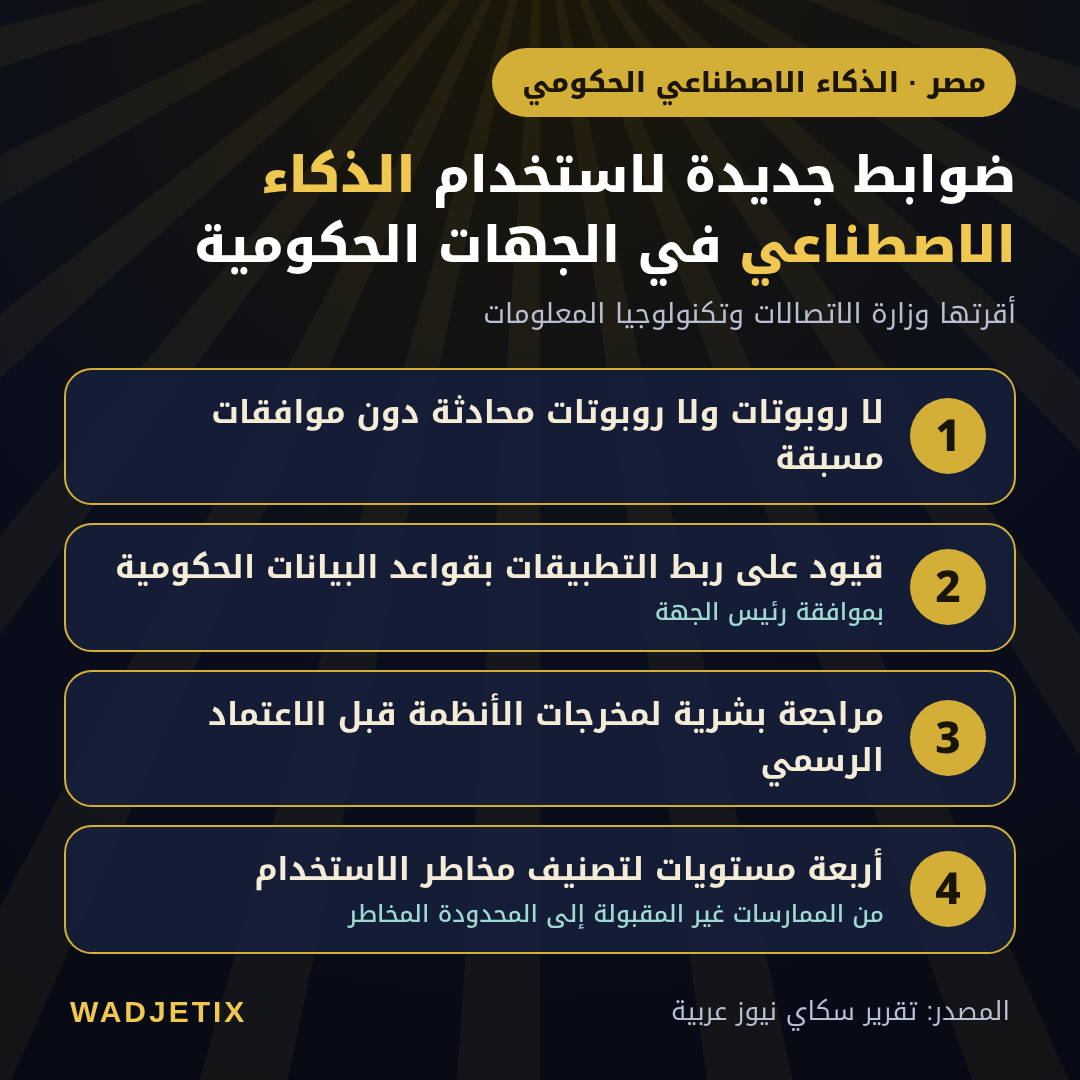 مصر · الذكاء الاصطناعي الحكومي
ضوابط جديدة لاستخدام الذكاء
الاصطناعي في الجهات الحكومية
أقرتها وزارة الاتصالات وتكنولوجيا المعلومات
1
لا روبوتات ولا روبوتات محادثة دون موافقات
مسبقة
2
قيود على ربط التطبيقات بقواعد البيانات الحكومية
بموافقة رئيس الجهة
3
مراجعة بشرية لمخرجات الأنظمة قبل الاعتماد
الرسمي
4
أربعة مستويات لتصنيف مخاطر الاستخدام
من الممارسات غير المقبولة إلى المحدودة المخاطر
المصدر: تقرير سكاي نيوز عربية
WADJETIX